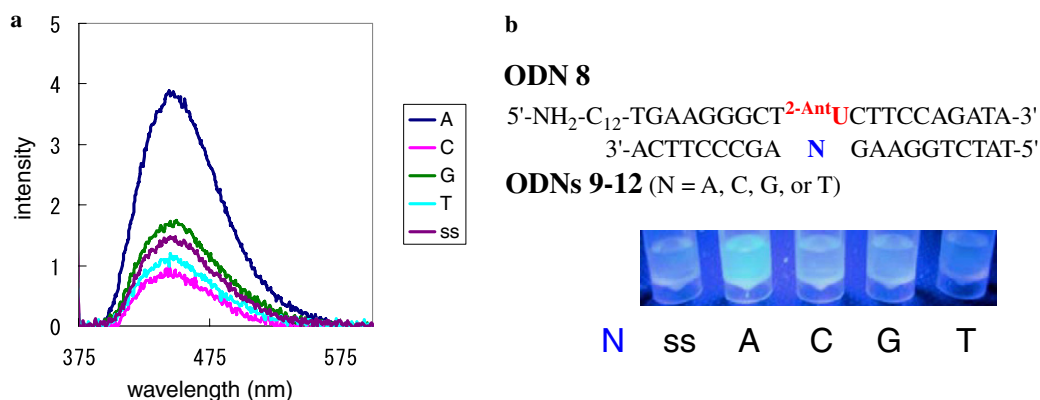 a
5
4
3
2
1
0
intensity
375 475 575
wavelength (nm)
A
C
G
T
ss
b
ODN 8
5'-NH2-C12-TGAAGGGCT2-AntUCTTCCAGATA-3'
3'-ACTTCCCGA N GAAGGTCTAT-5'
ODNs 9-12 (N = A, C, G, or T)
N ss A C G T